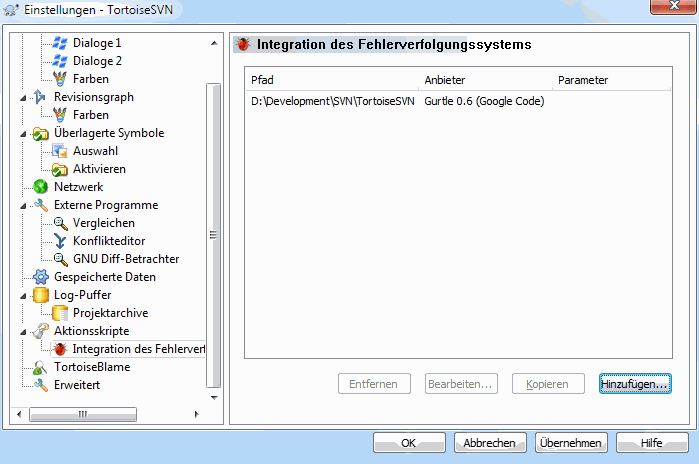 Einstellungen - TortoiseSVN
Dialoge 1
Dialoge 2
Farben
Revisionsgraph
Farben
Überlagerte Symbole
Auswahl
Aktivieren
Netzwerk
Externe Programme
Vergleichen
Konflikteditor
GNU Diff-Betrachter
Gespeicherte Daten
Log-Puffer
Projektarchive
Aktionsskripte
Integration des Fehlerverf
TortoiseBlame
Erweitert
Integration des Fehlerverfolgungssystems
Pfad Anbieter Parameter
D:\Development\SVN\TortoiseSVN Gurtle 0.6 (Google Code)
Entfernen Bearbeiten... Kopieren Hinzufügen...
OK Abbrechen Übernehmen Hilfe